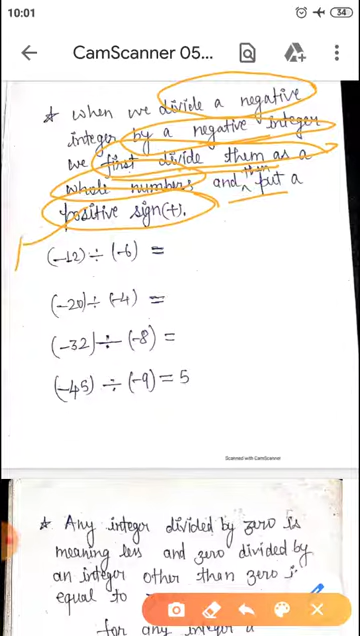 10:01
34
CamScanner 05...
* When we divide a negative
integer by a negative integer
we first divide them as a
whole numbers and then put a
positive sign(+).
(-12) ÷ (-6) =
(-20) ÷ (-4) =
(-32) ÷ (-8) =
(-45) ÷ (-9) = 5
Scanned with CamScanner
* Any integer divided by zero is
meaning less and zero divided by
an integer other than zero i
equal to
for any integer a